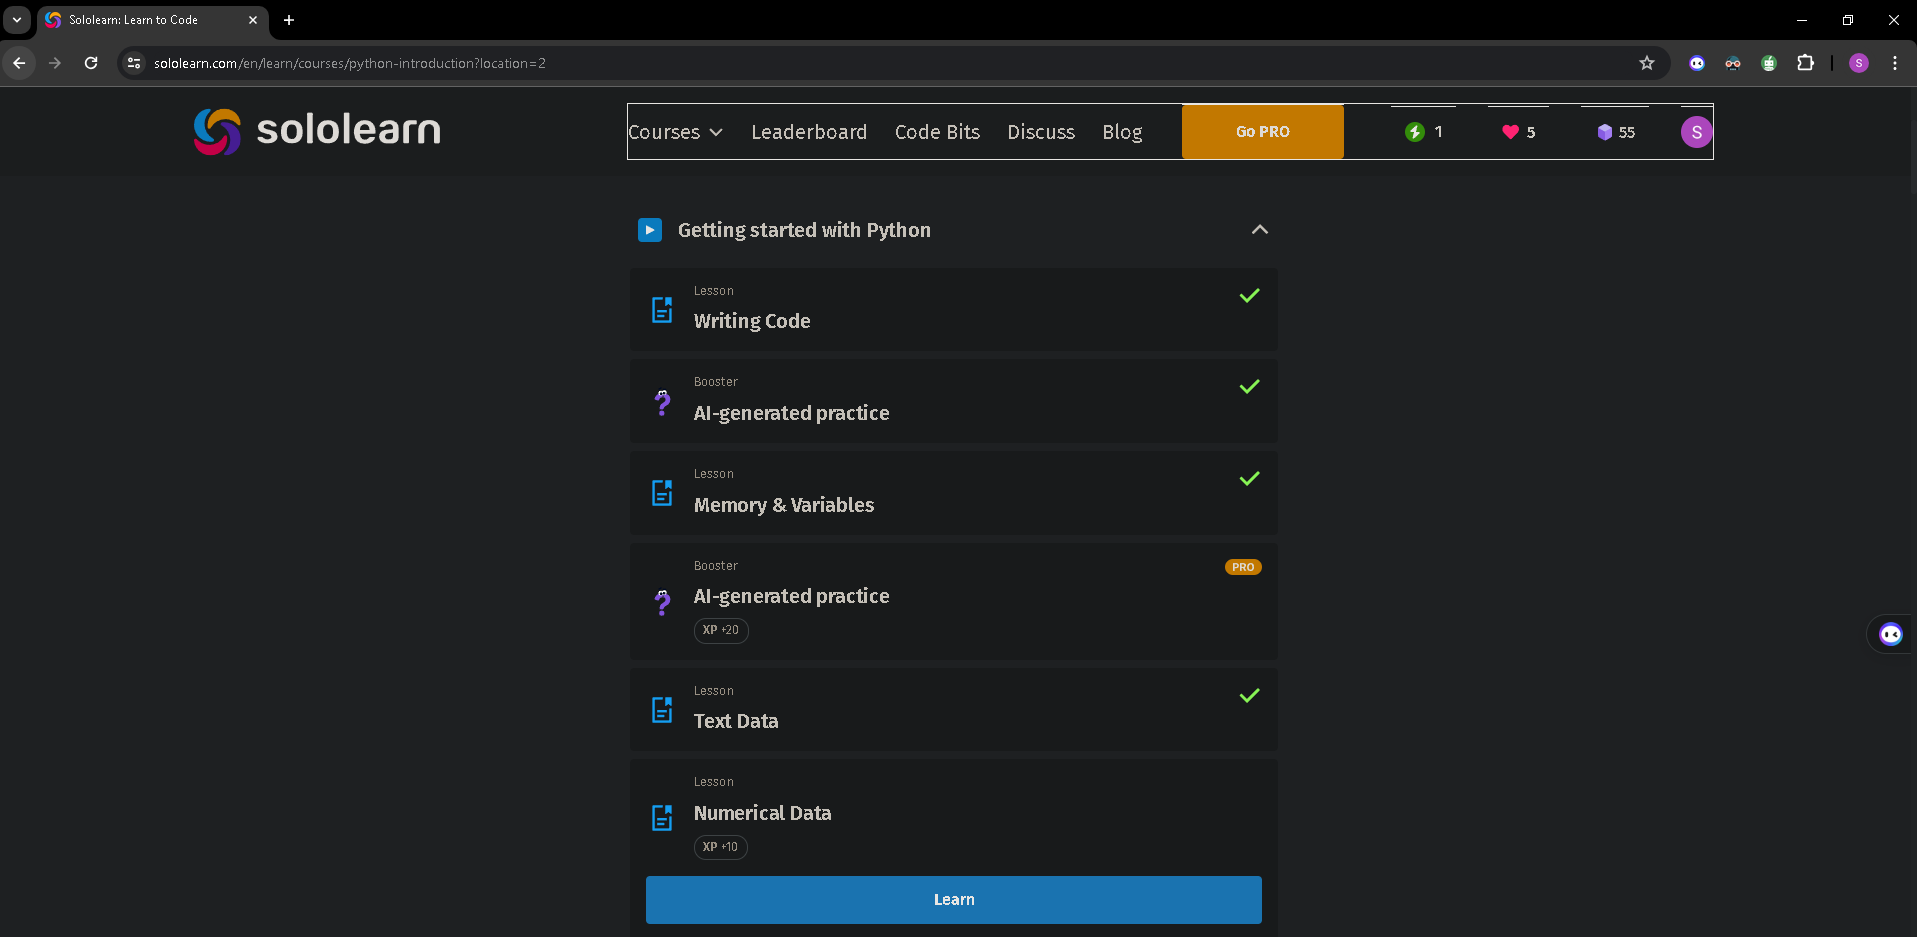 Sololearn: Learn to Code
sololearn.com/en/learn/courses/python-introduction?location=2
S
sololearn
Courses
Leaderboard
Code Bits
Discuss
Blog
Go PRO
1
5
55
S
Getting started with Python
Lesson
Writing Code
Booster
AI-generated practice
Lesson
Memory & Variables
Booster
PRO
AI-generated practice
XP +20
Lesson
Text Data
Lesson
Numerical Data
XP +10
Learn